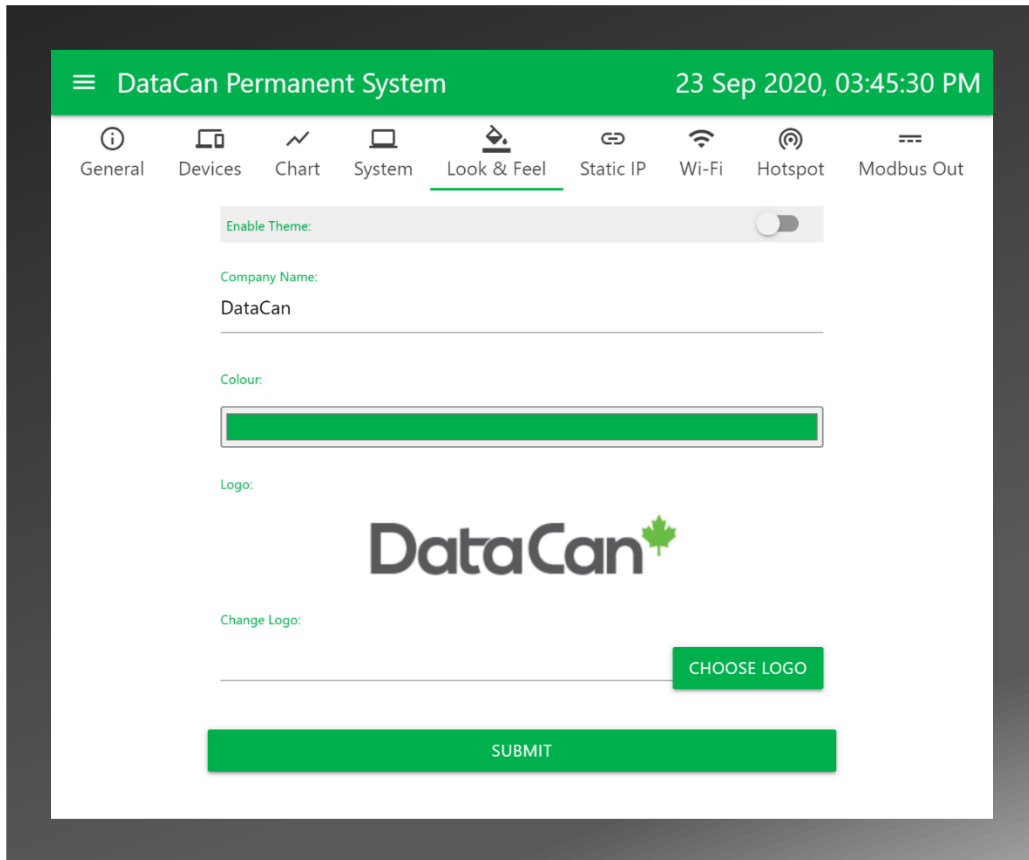 DataCan Permanent System 23 Sep 2020, 03:45:30 PM
General Devices Chart System Look & Feel Static IP Wi-Fi Hotspot Modbus Out
Enable Theme:
Company Name:
DataCan
Colour:
Logo:
DataCan
Change Logo:
CHOOSE LOGO
SUBMIT